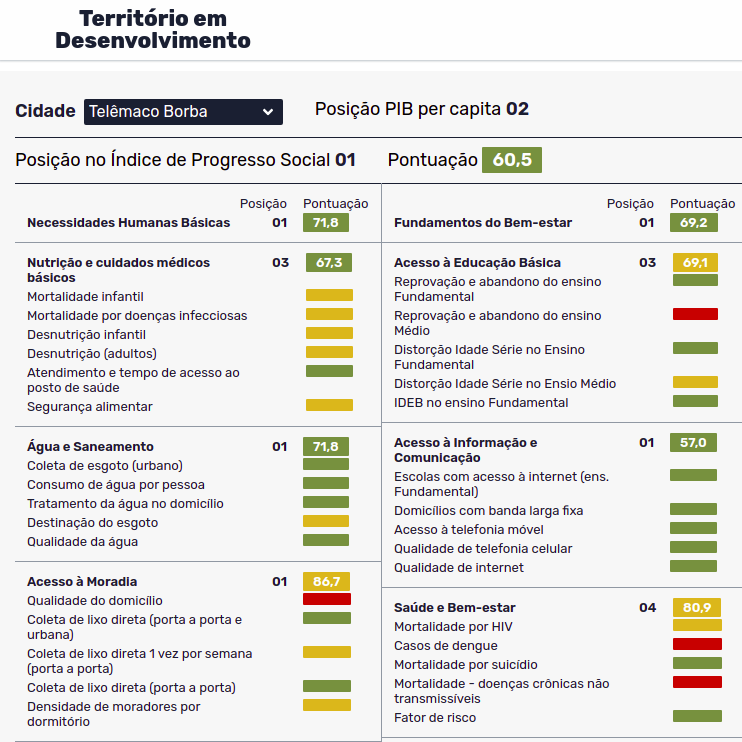 Território em
Desenvolvimento
Cidade Telêmaco Borba
Posição PIB per capita 02
Posição no Índice de Progresso Social 01
Pontuação 60,5
Posição Pontuação
Necessidades Humanas Básicas 01 71,8
Nutrição e cuidados médicos 03 67,3
básicos
Mortalidade infantil
Mortalidade por doenças infecciosas
Desnutrição infantil
Desnutrição (adultos)
Atendimento e tempo de acesso ao
posto de saúde
Segurança alimentar
Água e Saneamento 01 71,8
Coleta de esgoto (urbano)
Consumo de água por pessoa
Tratamento da água no domicílio
Destinação do esgoto
Qualidade da água
Acesso à Moradia 01 86,7
Qualidade do domicílio
Coleta de lixo direta (porta a porta e
urbana)
Coleta de lixo direta 1 vez por semana
(porta a porta)
Coleta de lixo direta (porta a porta)
Densidade de moradores por
dormitório
Posição Pontuação
Fundamentos do Bem-estar 01 69,2
Acesso à Educação Básica 03 69,1
Reprovação e abandono do ensino
Fundamental
Reprovação e abandono do ensino
Médio
Distorção Idade Série no Ensino
Fundamental
Distorção Idade Série no Ensio Médio
IDEB no ensino Fundamental
Acesso à Informação e 01 57,0
Comunicação
Escolas com acesso à internet (ens.
Fundamental)
Domicílios com banda larga fixa
Acesso à telefonia móvel
Qualidade de telefonia celular
Qualidade de internet
Saúde e Bem-estar 04 80,9
Mortalidade por HIV
Casos de dengue
Mortalidade por suicídio
Mortalidade - doenças crônicas não
transmissíveis
Fator de risco